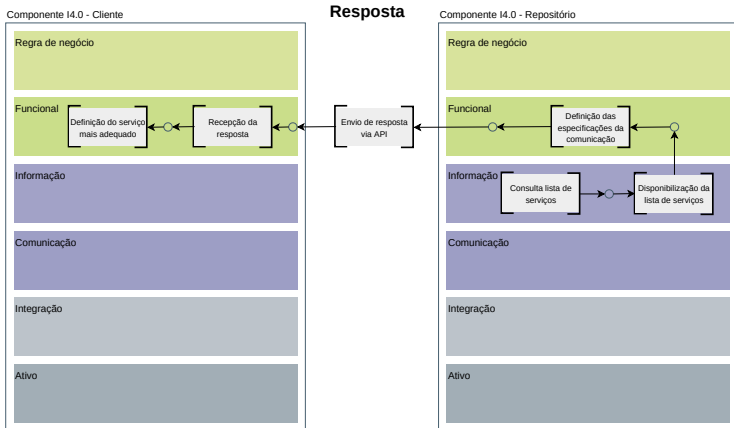 Resposta
Componente I4.0 - Cliente
Regra de negócio
Funcional
Definição do serviço
mais adequado
Recepção da
resposta
Informação
Comunicação
Integração
Ativo
Envio de resposta
via API
Componente I4.0 - Repositório
Regra de negócio
Funcional
Definição das
especificações da
comunicação
Informação
Consulta lista de
serviços
Disponibilização da
lista de serviços
Comunicação
Integração
Ativo